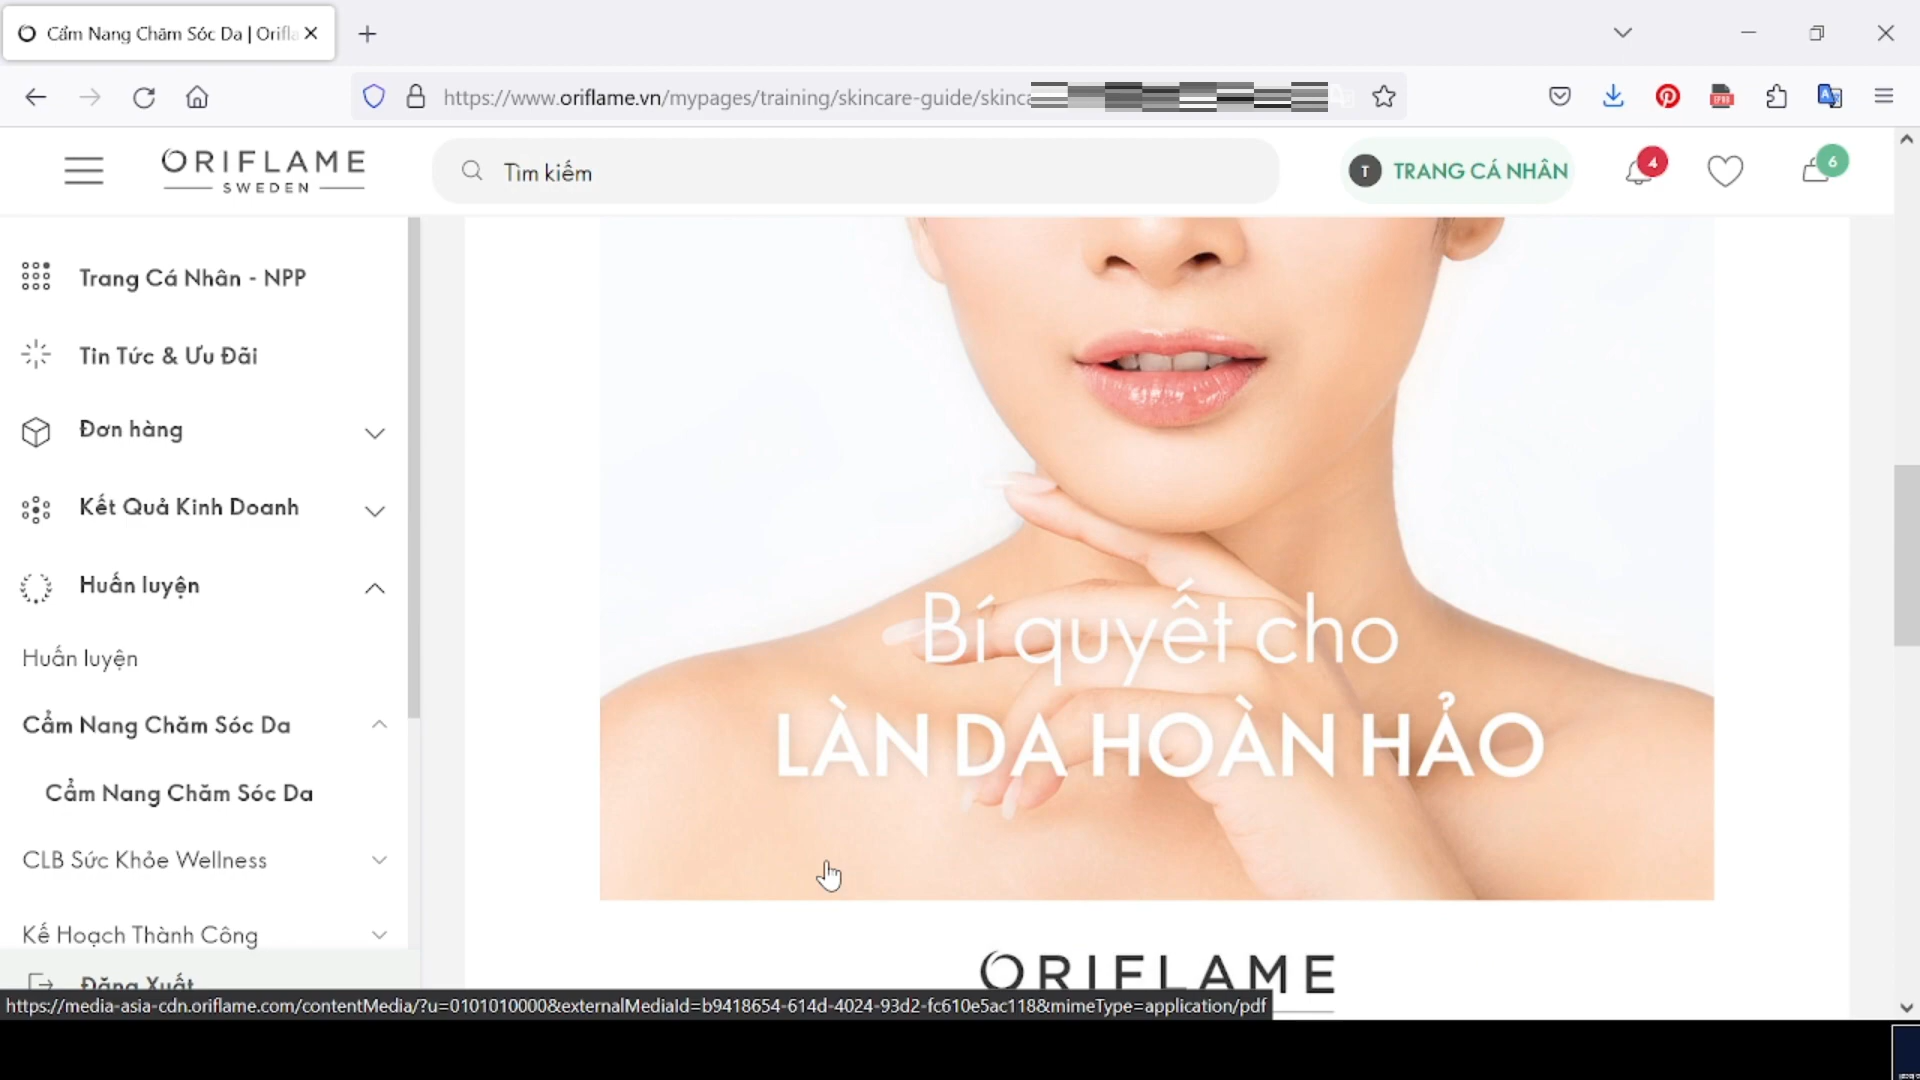 Cẩm Nang Chăm Sóc Da | Orifla
https://www.oriflame.vn/mypages/training/skincare-guide/skinca
ORIFLAME
SWEDEN
Tìm kiếm
T TRANG CÁ NHÂN
4
6
Trang Cá Nhân - NPP
Tin Tức & Ưu Đãi
Đơn hàng
Kết Quả Kinh Doanh
Huấn luyện
Huấn luyện
Cẩm Nang Chăm Sóc Da
Cẩm Nang Chăm Sóc Da
CLB Sức Khỏe Wellness
Kế Hoạch Thành Công
Đăng Xuất
Bí quyết cho
LÀN DA HOÀN HẢO
ORIFLAME
https://media-asia-cdn.oriflame.com/contentMedia/?u=0101010000&externalMediaId=b9418654-614d-4024-93d2-fc610e5ac118&mimeType=application/pdf